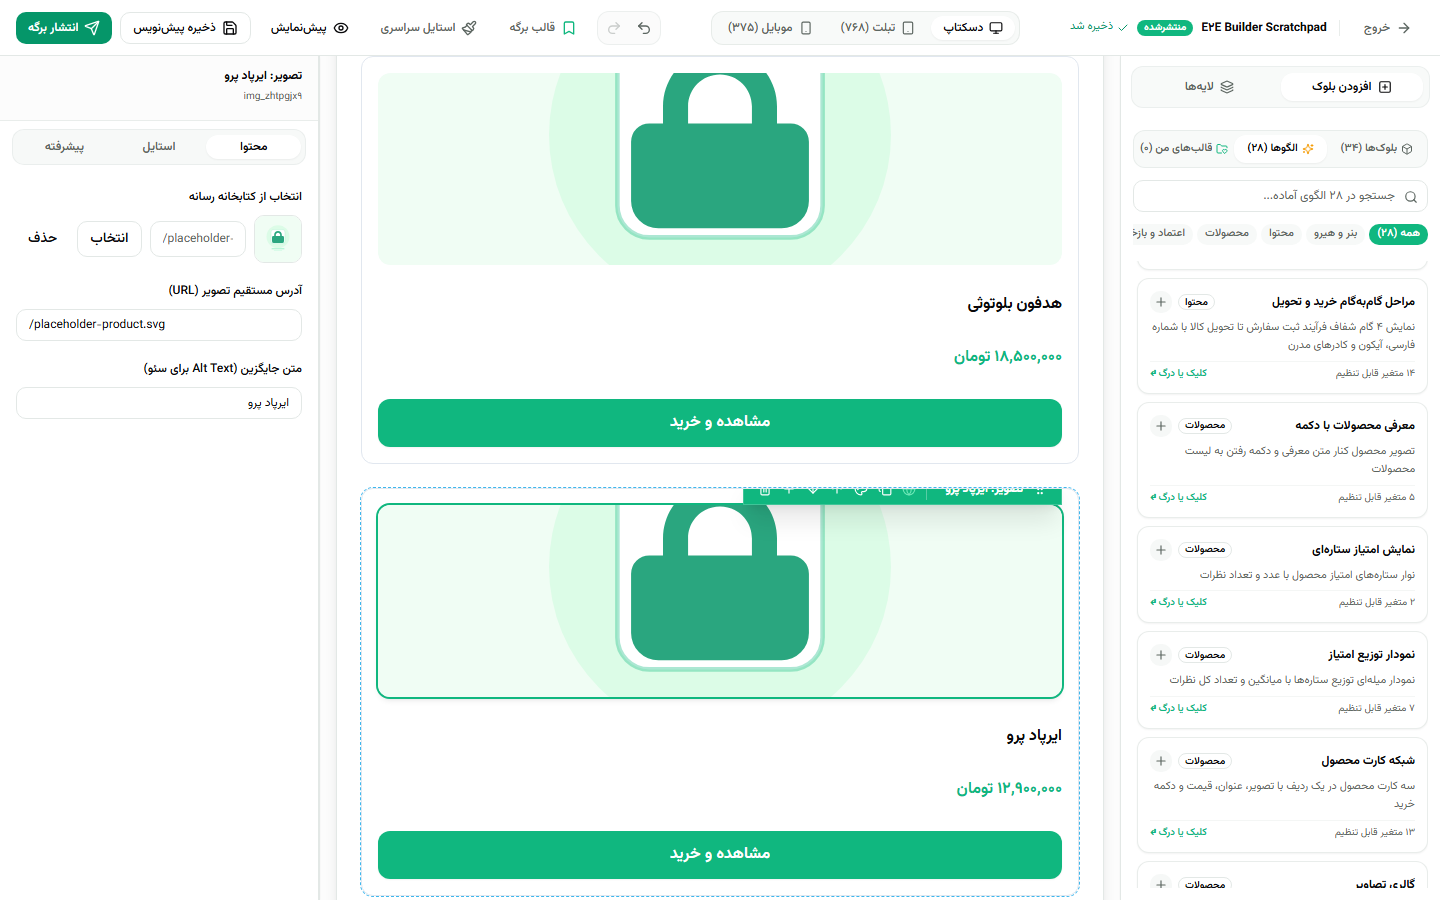 خروج
E2E Builder Scratchpad
منتشرشده
ذخیره شد
دسکتاپ
تبلت (۷۶۸)
موبایل (۳۷۵)
قالب برگه
استایل سراسری
پیش‌نمایش
ذخیره پیش‌نویس
انتشار برگه
افزودن بلوک
لایه‌ها
بلوک‌ها (۳۴)
الگوها (۲۸)
قالب‌های من (۰)
جستجو در ۲۸ الگوی آماده...
همه (۲۸)
بنر و هیرو
محتوا
محصولات
اعتماد و
مراحل گام‌به‌گام خرید و تحویل
محتوا
نمایش ۴ گام شفاف فرآیند ثبت سفارش تا تحویل کالا با شماره
فارسی، آیکون و کادرهای مدرن
۱۴ متغیر قابل تنظیم
کلیک یا درگ
معرفی محصولات با دکمه
محصولات
تصویر محصول کنار متن معرفی و دکمه رفتن به لیست
محصولات
۵ متغیر قابل تنظیم
کلیک یا درگ
نمایش امتیاز ستاره‌ای
محصولات
نوار ستاره‌های امتیاز محصول با عدد و تعداد نظرات
۲ متغیر قابل تنظیم
کلیک یا درگ
نمودار توزیع امتیاز
محصولات
نمودار میله‌ای توزیع ستاره‌ها با میانگین و تعداد کل نظرات
۷ متغیر قابل تنظیم
کلیک یا درگ
شبکه کارت محصول
محصولات
سه کارت محصول در یک ردیف با تصویر، عنوان، قیمت و دکمه
خرید
۱۳ متغیر قابل تنظیم
کلیک یا درگ
گالری تصاویر
محصولات
هدفون بلوتوثی
۱۸,۵۰۰,۰۰۰ تومان
مشاهده و خرید
تصویر: ایرپاد پرو
ایرپاد پرو
۱۲,۹۰۰,۰۰۰ تومان
مشاهده و خرید
تصویر: ایرپاد پرو
img_zhtpgjx۹
محتوا
استایل
پیشرفته
انتخاب از کتابخانه رسانه
/placeholder-
انتخاب
حذف
آدرس مستقیم تصویر (URL)
/placeholder-product.svg
متن جایگزین (Alt Text برای سئو)
ایرپاد پرو